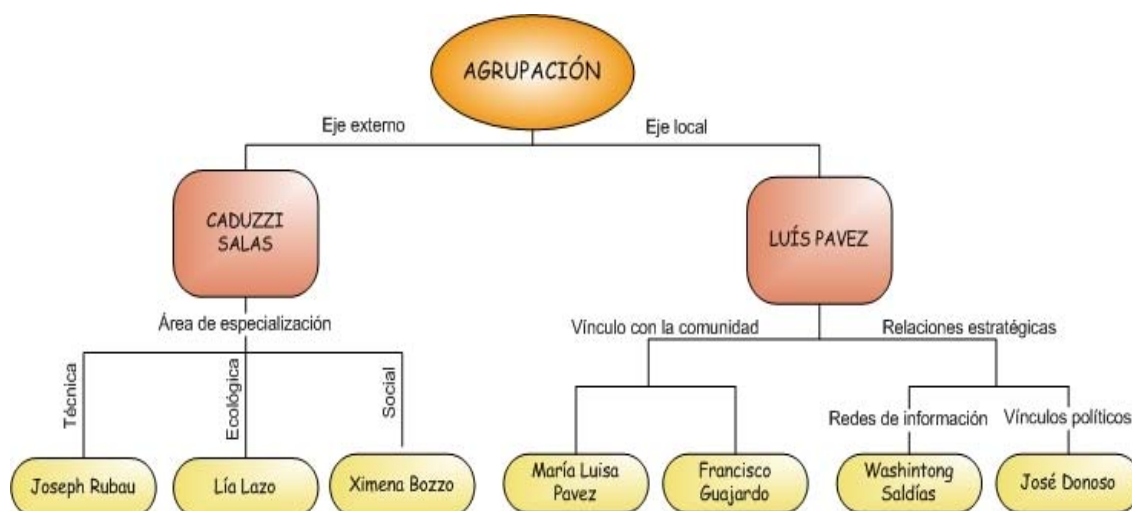 AGRUPACIÓN
Eje externo
Eje local
CADUZZI
SALAS
LUÍS PAVEZ
Área de especialización
Vínculo con la comunidad
Relaciones estratégicas
Técnica
Ecológica
Social
Redes de información
Vínculos políticos
Joseph Rubau
Lía Lazo
Ximena Bozzo
María Luisa
Pavez
Francisco
Guajardo
Washintong
Saldías
José Donoso